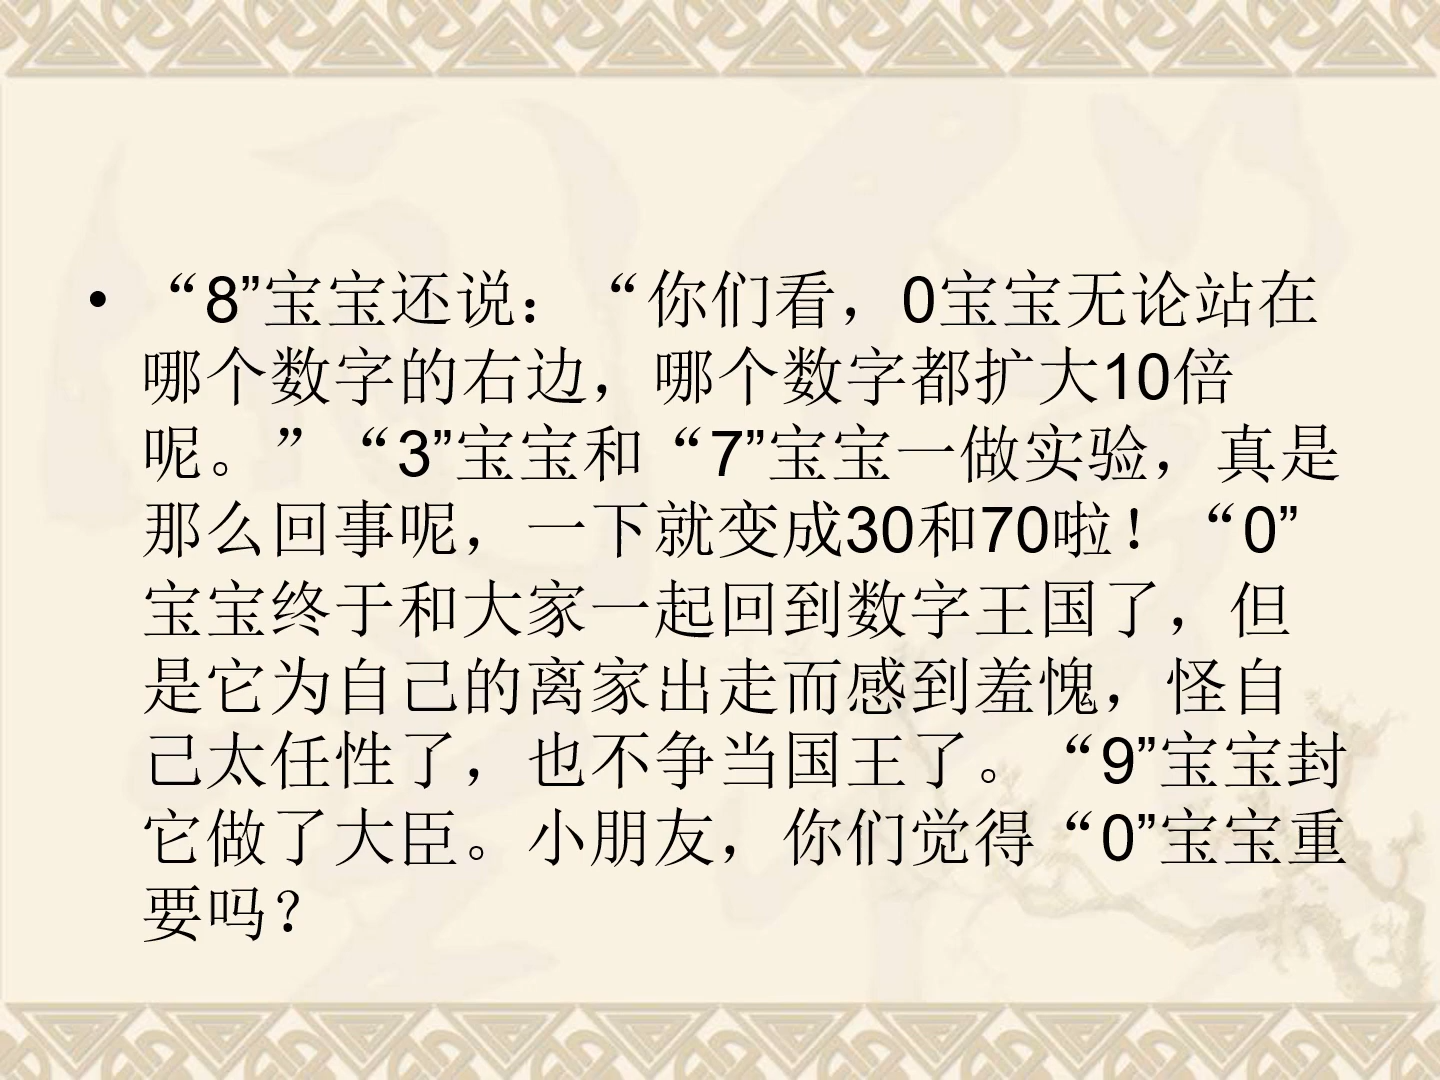 • “8”宝宝还说：“你们看，0宝宝无论站在
哪个数字的右边，哪个数字都扩大10倍
呢。”“3”宝宝和“7”宝宝一做实验，真是
那么回事呢，一下就变成30和70啦！“0”
宝宝终于和大家一起回到数字王国了，但
是它为自己的离家出走而感到羞愧，怪自
己太任性了，也不争当国王了。“9”宝宝封
它做了大臣。小朋友，你们觉得“0”宝宝重
要吗？